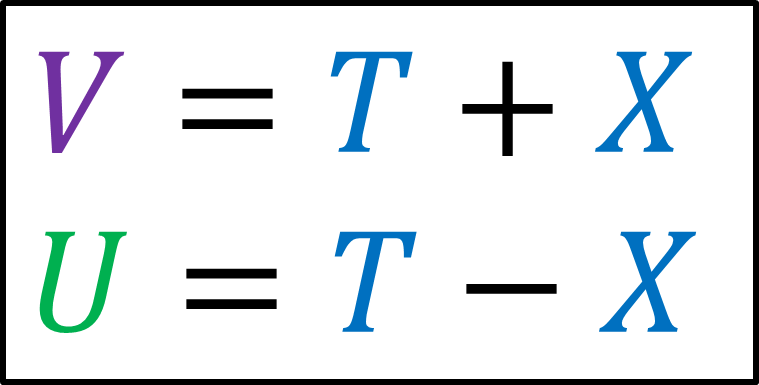 V = T + X
U = T − X